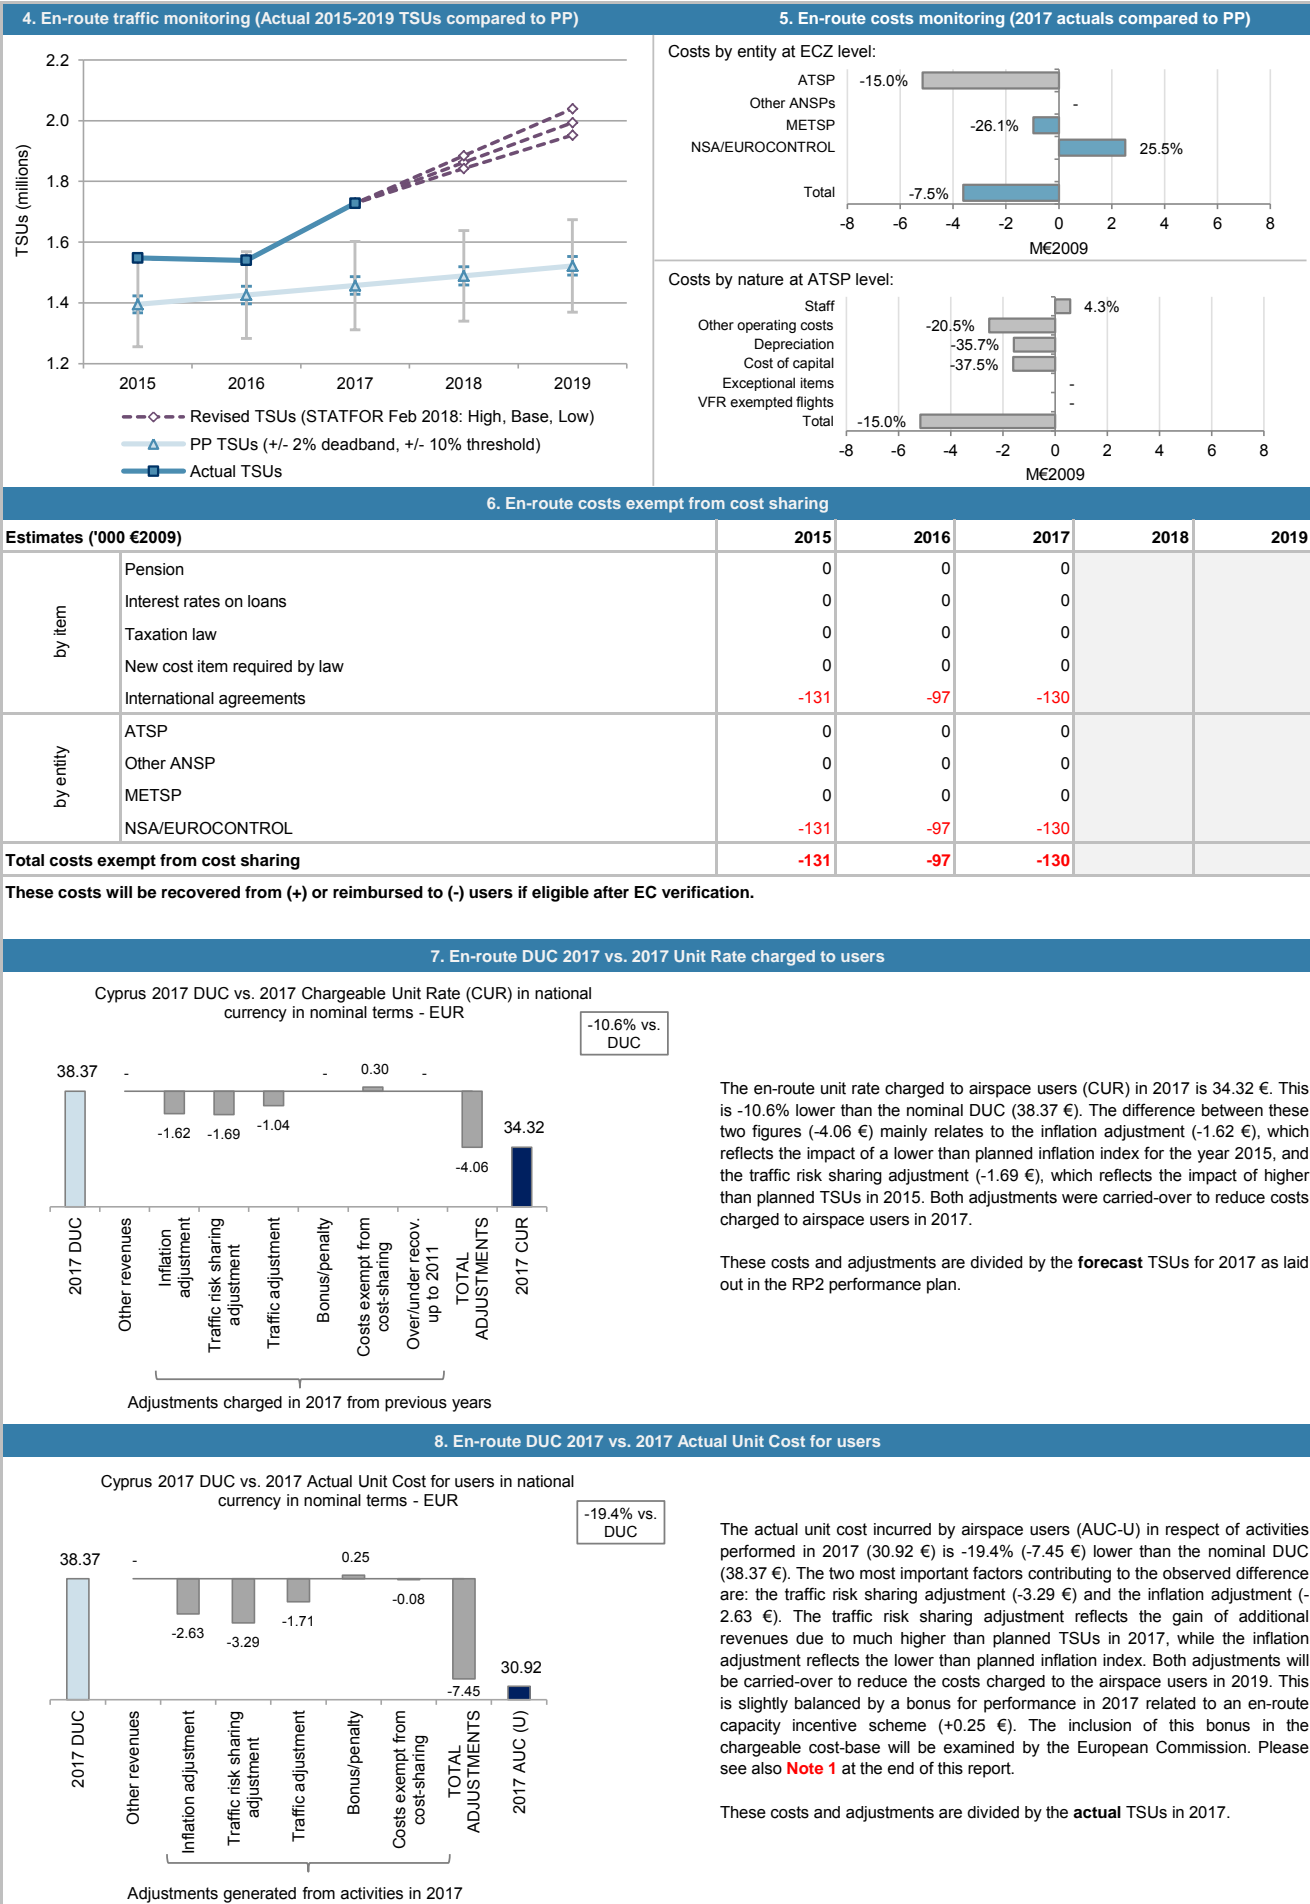 4. En-route traffic monitoring (Actual 2015-2019 TSUs compared to PP)
2.2
2.0
1.8
1.6
1.4
1.2
TSUs (millions)
2015 2016 2017 2018 2019
Revised TSUs (STATFOR Feb 2018: High, Base, Low)
PP TSUs (+/- 2% deadband, +/- 10% threshold)
Actual TSUs
5. En-route costs monitoring (2017 actuals compared to PP)
Costs by entity at ECZ level:
ATSP -15.0%
Other ANSPs -
METSP -26.1%
NSA/EUROCONTROL 25.5%
Total -7.5%
-8 -6 -4 -2 0 2 4 6 8
M€2009
Costs by nature at ATSP level:
Staff 4.3%
Other operating costs -20.5%
Depreciation -35.7%
Cost of capital -37.5%
Exceptional items -
VFR exempted flights -
Total -15.0%
-8 -6 -4 -2 0 2 4 6 8
M€2009
6. En-route costs exempt from cost sharing
Estimates ('000 €2009) 2015 2016 2017 2018 2019
by item
Pension 0 0 0
Interest rates on loans 0 0 0
Taxation law 0 0 0
New cost item required by law 0 0 0
International agreements -131 -97 -130
by entity
ATSP 0 0 0
Other ANSP 0 0 0
METSP 0 0 0
NSA/EUROCONTROL -131 -97 -130
Total costs exempt from cost sharing -131 -97 -130
These costs will be recovered from (+) or reimbursed to (-) users if eligible after EC verification.
7. En-route DUC 2017 vs. 2017 Unit Rate charged to users
Cyprus 2017 DUC vs. 2017 Chargeable Unit Rate (CUR) in national
currency in nominal terms - EUR
-10.6% vs.
DUC
38.37 - -1.62 -1.69 -1.04 - 0.30 - -4.06 34.32
2017 DUC
Other revenues
Inflation
adjustment
Traffic risk sharing
adjustment
Traffic adjustment
Bonus/penalty
Costs exempt from
cost-sharing
Over/under recov.
up to 2011
TOTAL
ADJUSTMENTS
2017 CUR
Adjustments charged in 2017 from previous years
The en-route unit rate charged to airspace users (CUR) in 2017 is 34.32 €. This
is -10.6% lower than the nominal DUC (38.37 €). The difference between these
two figures (-4.06 €) mainly relates to the inflation adjustment (-1.62 €), which
reflects the impact of a lower than planned inflation index for the year 2015, and
the traffic risk sharing adjustment (-1.69 €), which reflects the impact of higher
than planned TSUs in 2015. Both adjustments were carried-over to reduce costs
charged to airspace users in 2017.
These costs and adjustments are divided by the forecast TSUs for 2017 as laid
out in the RP2 performance plan.
8. En-route DUC 2017 vs. 2017 Actual Unit Cost for users
Cyprus 2017 DUC vs. 2017 Actual Unit Cost for users in national
currency in nominal terms - EUR
-19.4% vs.
DUC
38.37 - -2.63 -3.29 -1.71 0.25 -0.08 -7.45 30.92
2017 DUC
Other revenues
Inflation adjustment
Traffic risk sharing
adjustment
Traffic adjustment
Bonus/penalty
Costs exempt from
cost-sharing
TOTAL
ADJUSTMENTS
2017 AUC (U)
Adjustments generated from activities in 2017
The actual unit cost incurred by airspace users (AUC-U) in respect of activities
performed in 2017 (30.92 €) is -19.4% (-7.45 €) lower than the nominal DUC
(38.37 €). The two most important factors contributing to the observed difference
are: the traffic risk sharing adjustment (-3.29 €) and the inflation adjustment (-
2.63 €). The traffic risk sharing adjustment reflects the gain of additional
revenues due to much higher than planned TSUs in 2017, while the inflation
adjustment reflects the lower than planned inflation index. Both adjustments will
be carried-over to reduce the costs charged to the airspace users in 2019. This
is slightly balanced by a bonus for performance in 2017 related to an en-route
capacity incentive scheme (+0.25 €). The inclusion of this bonus in the
chargeable cost-base will be examined by the European Commission. Please
see also Note 1 at the end of this report.
These costs and adjustments are divided by the actual TSUs in 2017.